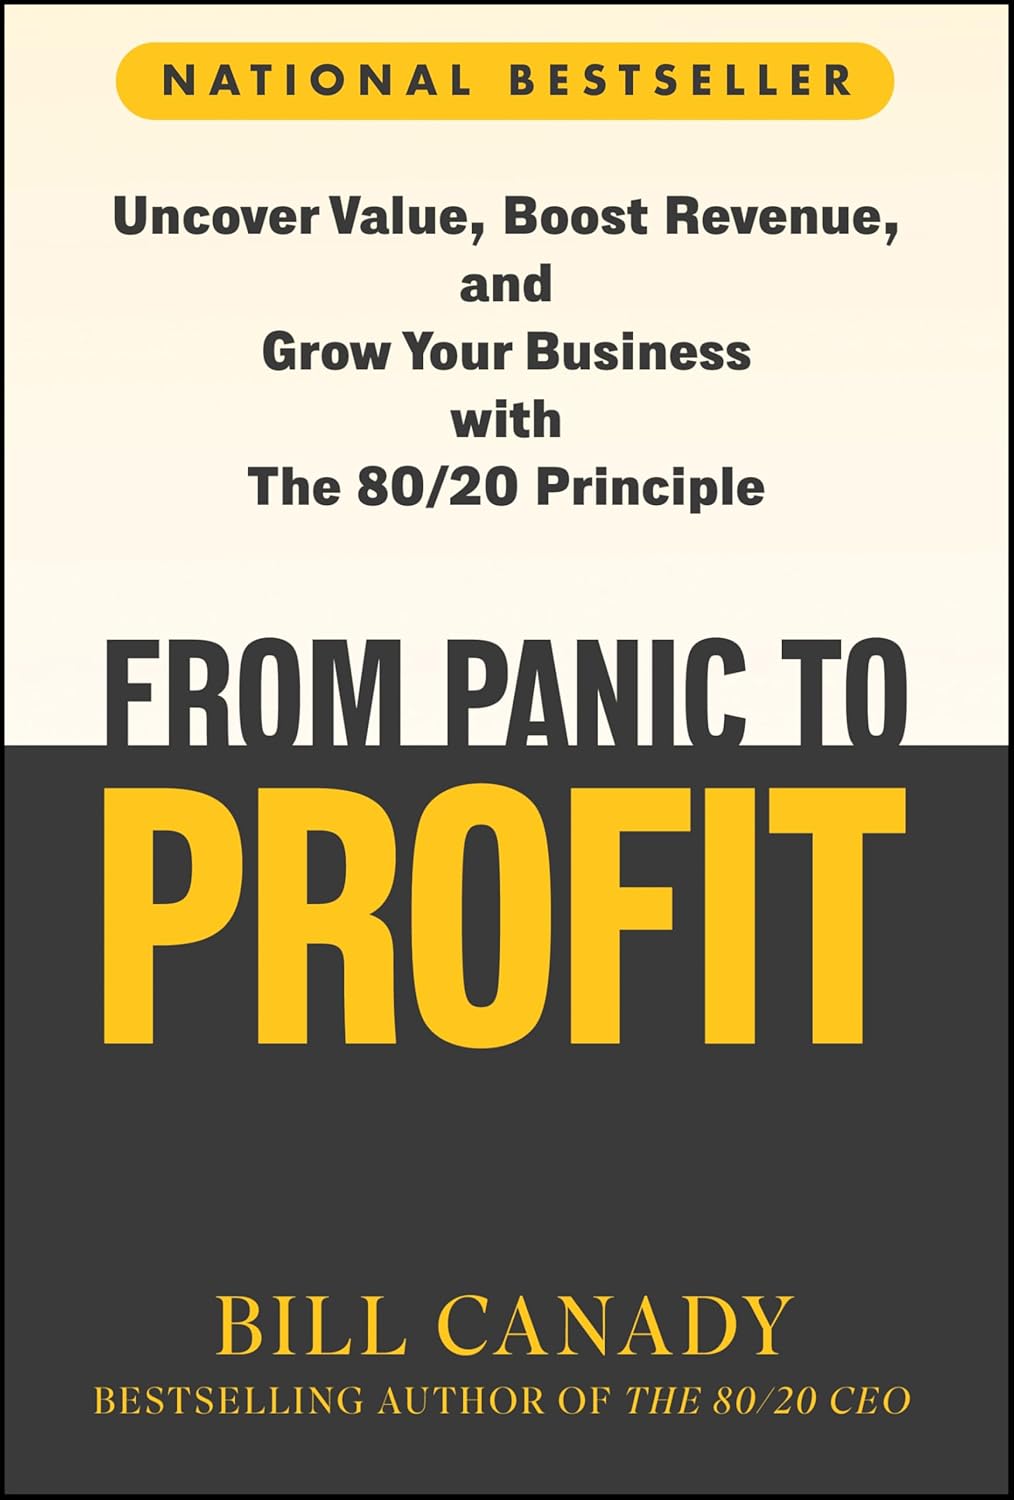 NATIONAL BESTSELLER
Uncover Value, Boost Revenue,
and
Grow Your Business
with
The 80/20 Principle
FROM PANIC TO
PROFIT
BILL CANADY
BESTSELLING AUTHOR OF THE 80/20 CEO